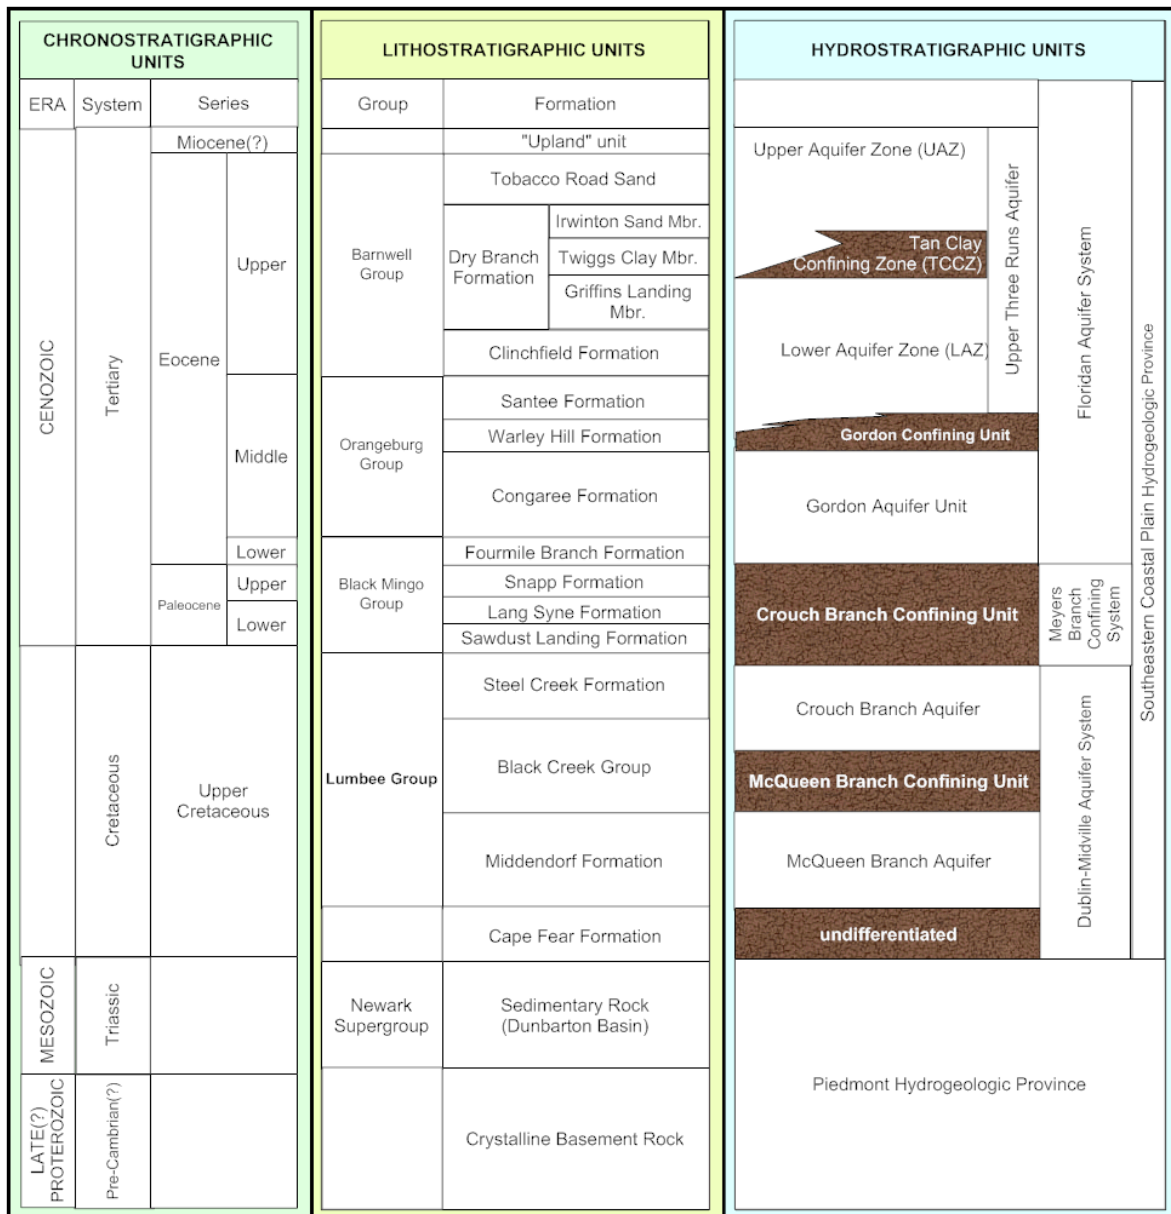 CHRONOSTRATIGRAPHIC
UNITS
ERA
System
Series
CENOZOIC
Tertiary
Miocene(?)
Eocene
Upper
Middle
Lower
Paleocene
Upper
Lower
Cretaceous
Upper
Cretaceous
MESOZOIC
Triassic
LATE(?)
PROTEROZOIC
Pre-Cambrian(?)
LITHOSTRATIGRAPHIC UNITS
Group
Formation
"Upland" unit
Barnwell
Group
Tobacco Road Sand
Dry Branch
Formation
Irwinton Sand Mbr.
Twiggs Clay Mbr.
Griffins Landing
Mbr.
Clinchfield Formation
Orangeburg
Group
Santee Formation
Warley Hill Formation
Congaree Formation
Black Mingo
Group
Fourmile Branch Formation
Snapp Formation
Lang Syne Formation
Sawdust Landing Formation
Lumbee Group
Steel Creek Formation
Black Creek Group
Middendorf Formation
Cape Fear Formation
Newark
Supergroup
Sedimentary Rock
(Dunbarton Basin)
Crystalline Basement Rock
HYDROSTRATIGRAPHIC UNITS
Upper Aquifer Zone (UAZ)
Tan Clay
Confining Zone (TCCZ)
Lower Aquifer Zone (LAZ)
Upper Three Runs Aquifer
Gordon Confining Unit
Gordon Aquifer Unit
Floridan Aquifer System
Crouch Branch Confining Unit
Meyers
Branch
Confining
System
Crouch Branch Aquifer
McQueen Branch Confining Unit
McQueen Branch Aquifer
undifferentiated
Dublin-Midville Aquifer System
Southeastern Coastal Plain Hydrogeologic Province
Piedmont Hydrogeologic Province